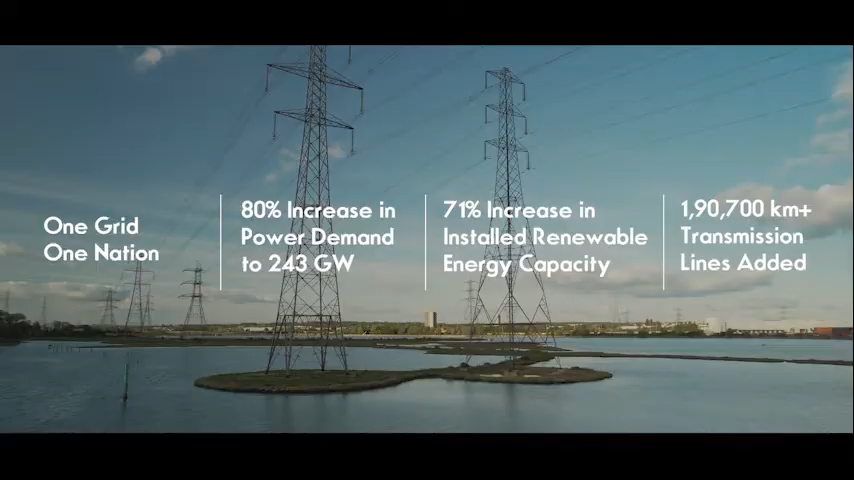 One Grid
One Nation
80% Increase in
Power Demand
to 243 GW
71% Increase in
Installed Renewable
Energy Capacity
1,90,700 km+
Transmission
Lines Added